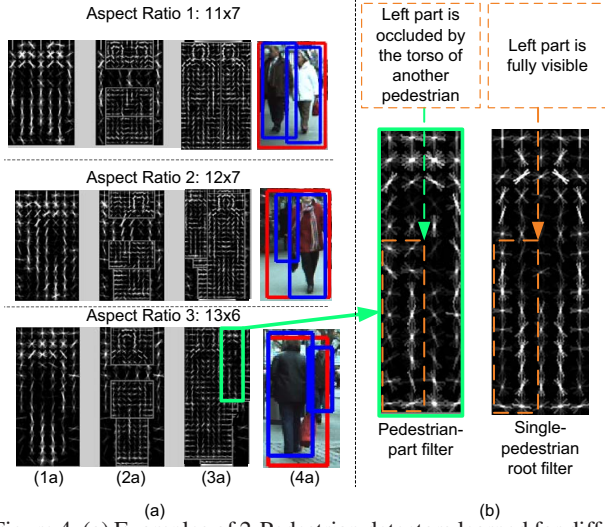 Aspect Ratio 1: 11x7
Aspect Ratio 2: 12x7
Aspect Ratio 3: 13x6
(1a) (2a) (3a) (4a)
(a)
Left part is
occluded by
the torso of
another
pedestrian
Left part is
fully visible
Pedestrian-
part filter
Single-
pedestrian
root filter
(b)